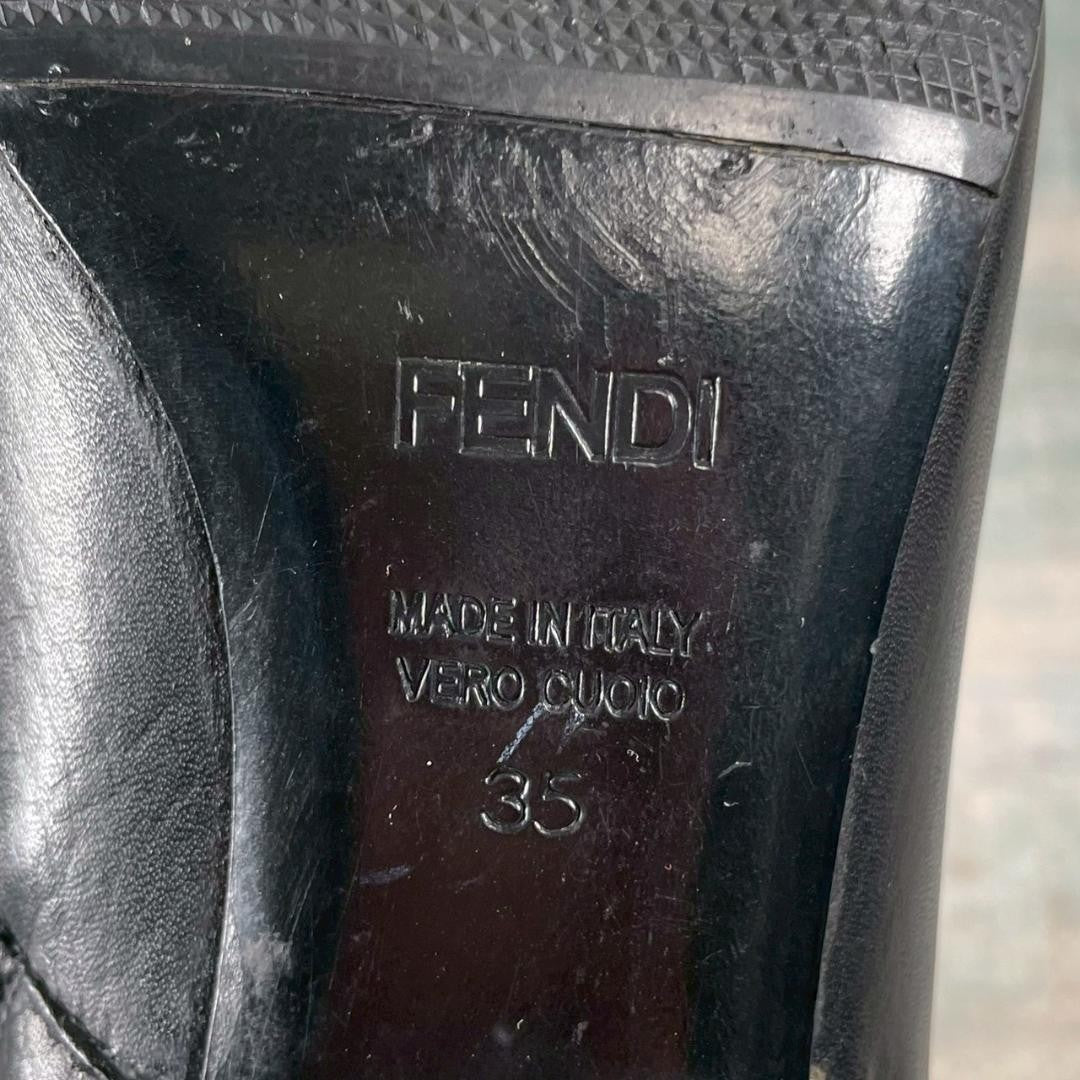 FENDI
MADE IN ITALY
VERO CUOIO
35